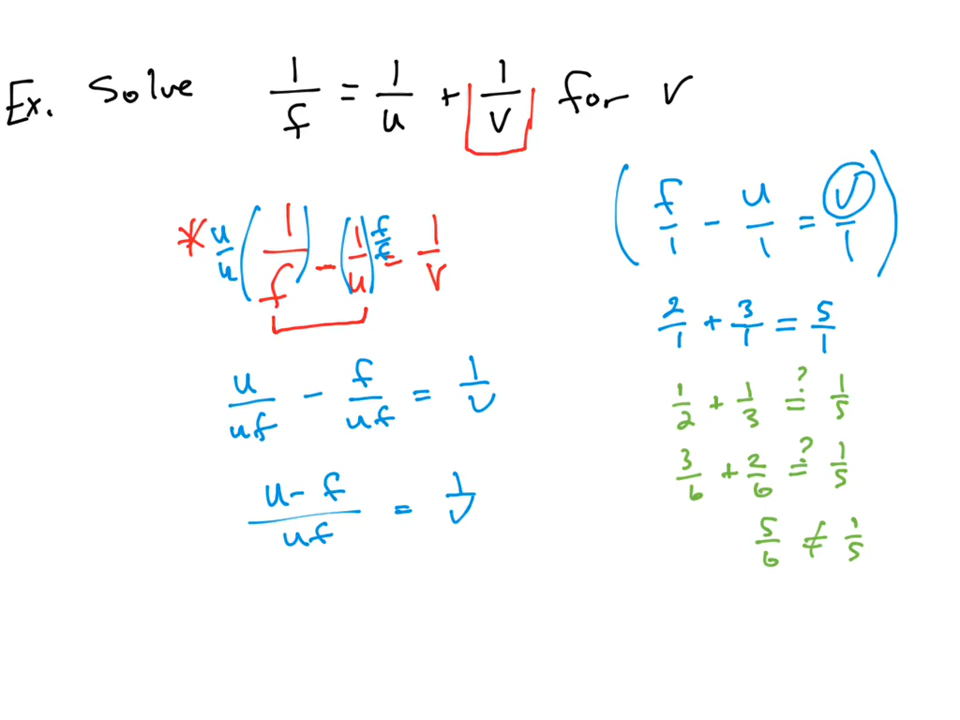 Ex. Solve 1/f = 1/u + 1/v for v
* u/u (1/f) - (1/u) f/f = 1/v
u/uf - f/uf = 1/v
u - f/uf = 1/v
(f/1 - u/1 = v/1)
2/1 + 3/1 = 5/1
1/2 + 1/3 ?= 1/5
3/6 + 2/6 ?= 1/5
5/6 ≠ 1/5